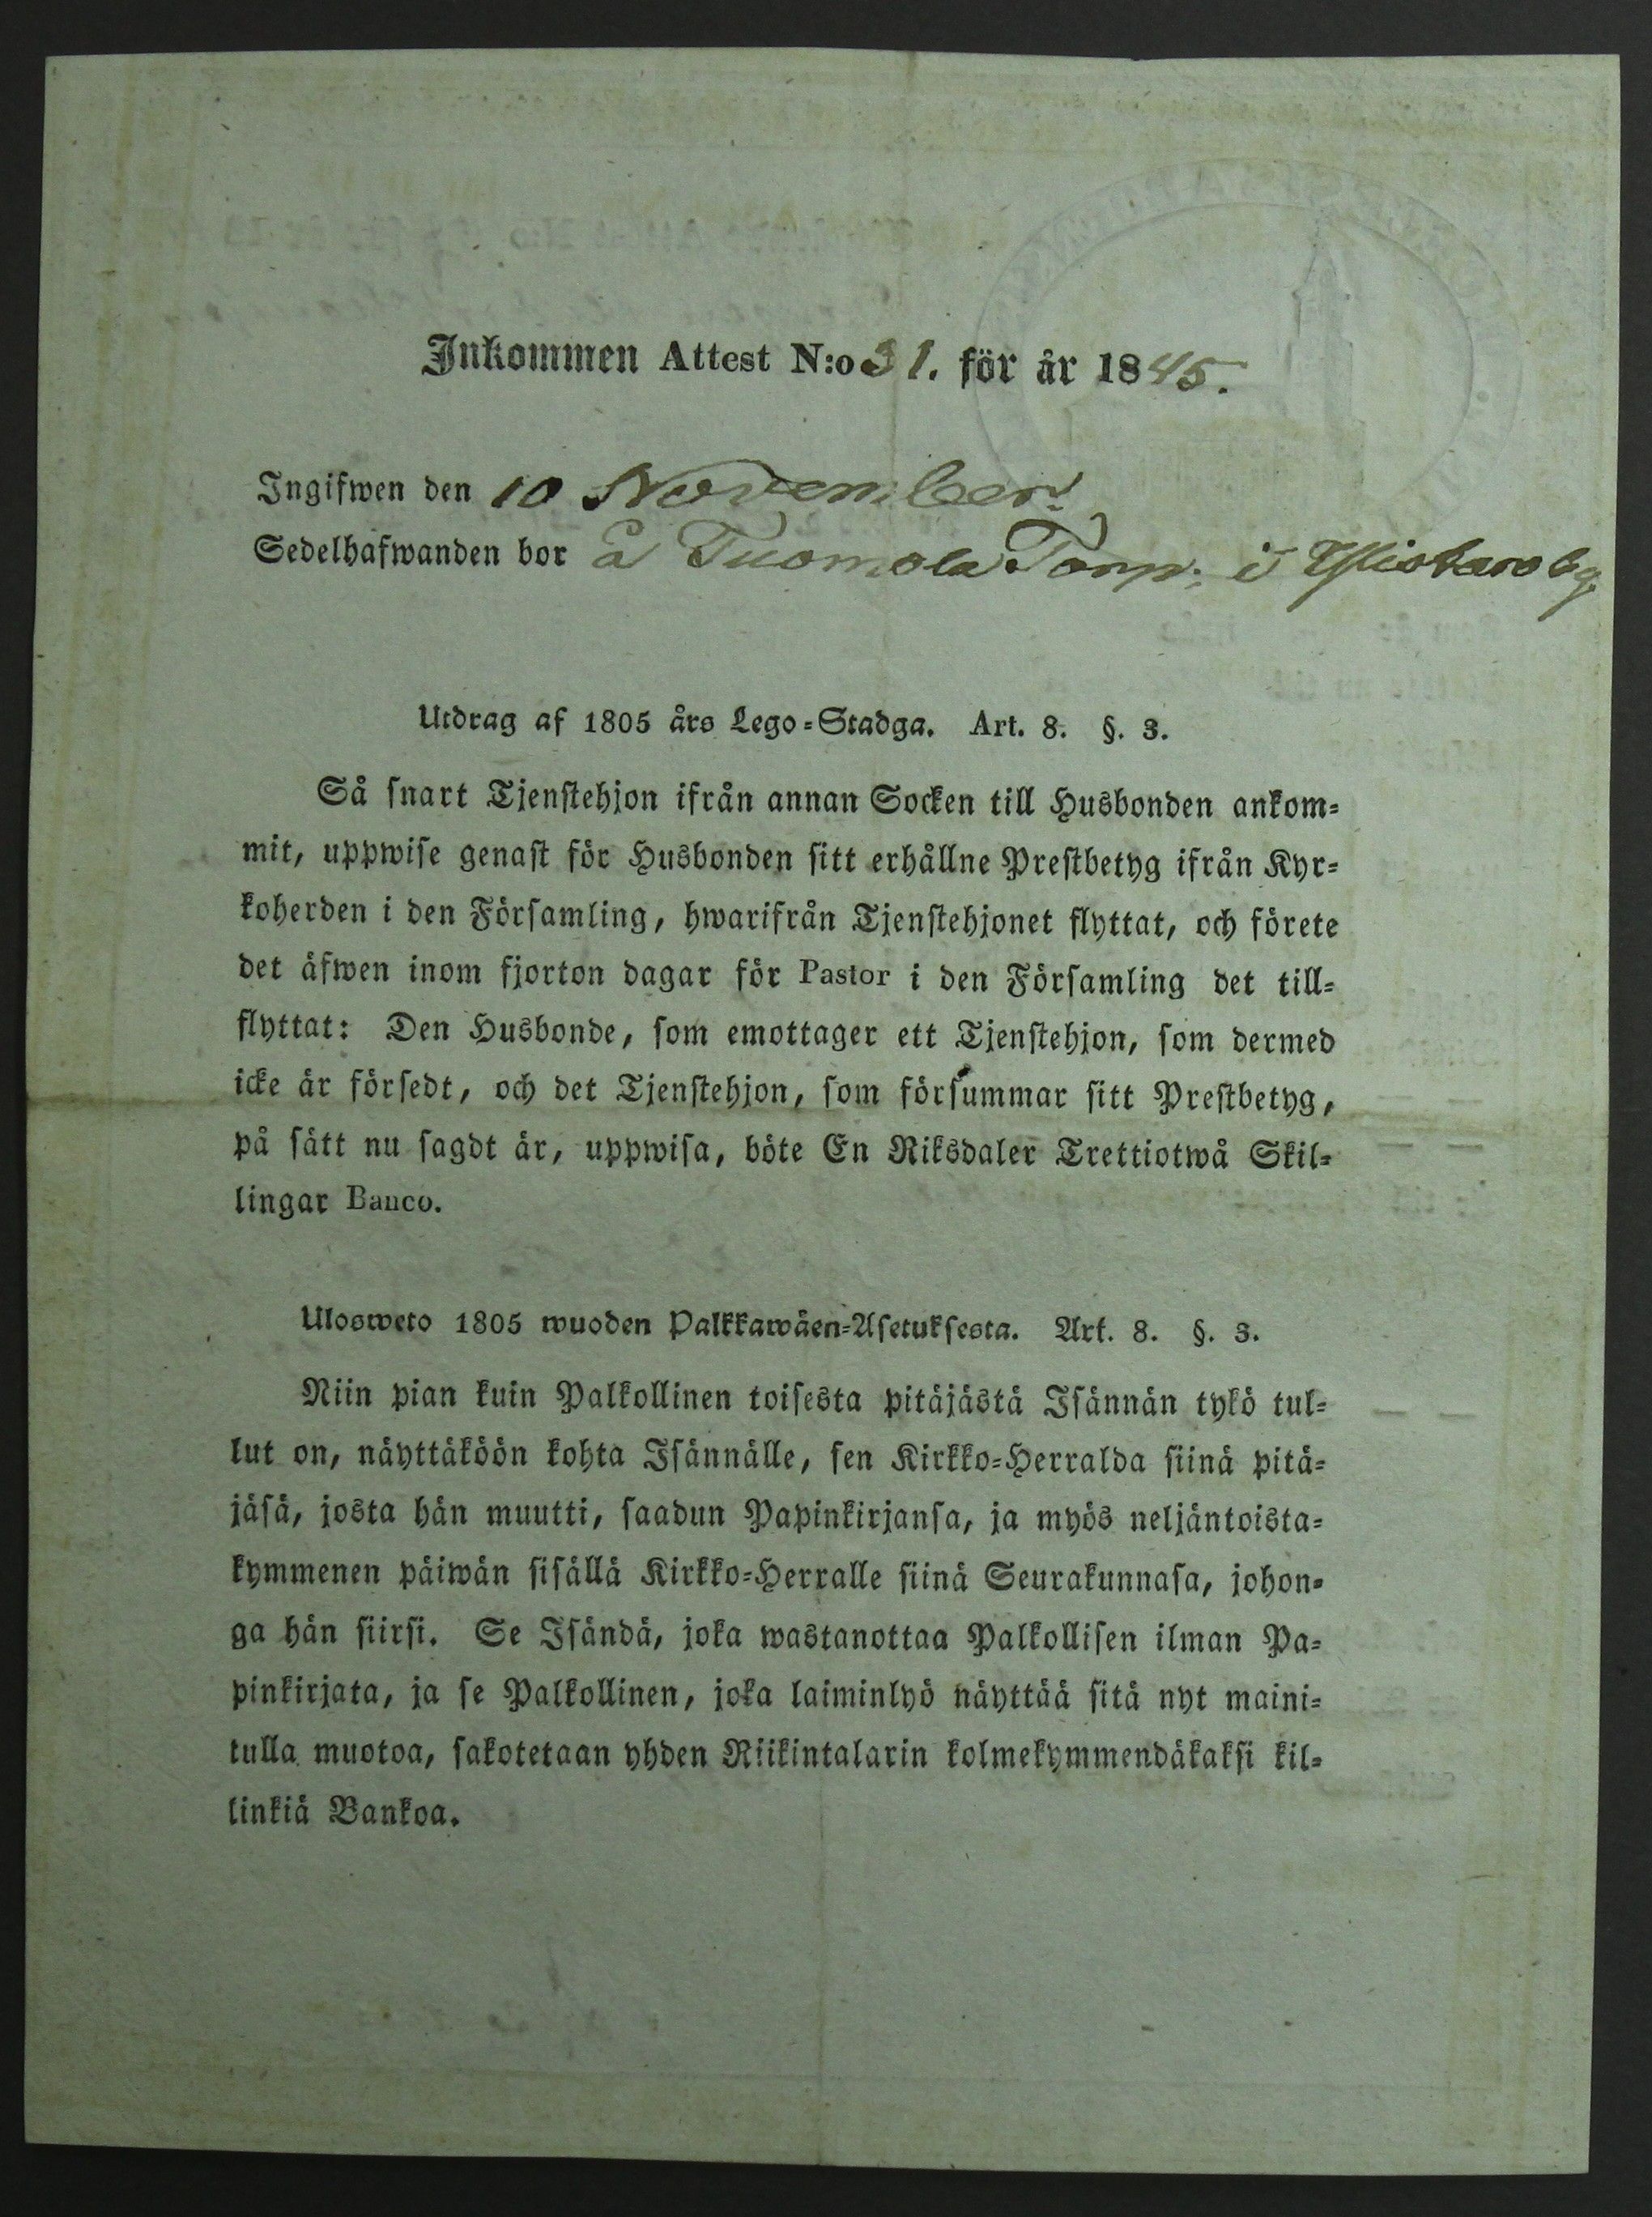 Inkommen Attest N:o 31. för år 1845.
Ingifwen den 10 November
Sedelhafwanden bor å Tuomola Torp i by
Utdrag af 1805 års Lego=Stadga. Art. 8. §. 3.
Så snart Tjenstehjon ifrån annan Socken till Husbonden ankom=
mit, uppwise genast för Husbonden sitt erhållne Prestbetyg ifrån Kyr=
koherden i den Församling, hwarifrån Tjenstehjonet flyttat, och förete
det äfwen inom fjorton dagar för Pastor i den Församling det till=
flyttat: Den Husbonde, som emottager ett Tjenstehjon, som dermed
icke är försedt, och det Tjenstehjon, som försummar sitt Prestbetyg,
på sätt nu sagdt är, uppwisa, böte En Riksdaler Trettiotwå Skil=
lingar Banco.
Ulosweto 1805 wuoden Palkkawäen=Asetuksesta. Art. 8. §. 3.
Niin pian kuin Palkollinen toisesta pitäjästä Isännän tykö tul=
lut on, näyttäköön kohta Isännälle, sen Kirkko=Herralda siinä pitä=
jäsä, josta hän muutti, saadun Papinkirjansa, ja myös neljäntoista=
kymmenen päiwän sisällä Kirkko=Herralle siinä Seurakunnasa, johon=
ga hän siirsi. Se Isändä, joka wastanottaa Palkollisen ilman Pa=
pinkirjata, ja se Palkollinen, joka laiminlyö näyttää sitä nyt maini=
tulla muotoa, sakotetaan yhden Riikintalarin kolmekymmendäkaksi kil=
linkiä Bankoa.